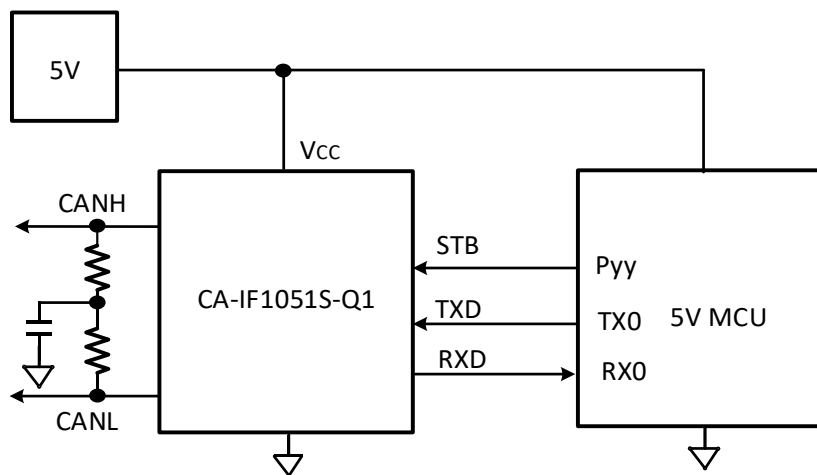 5V
VCC
CANH
STB
Pyy
CA-IF1051S-Q1
TXD
TX0
5V MCU
RXD
RX0
CANL